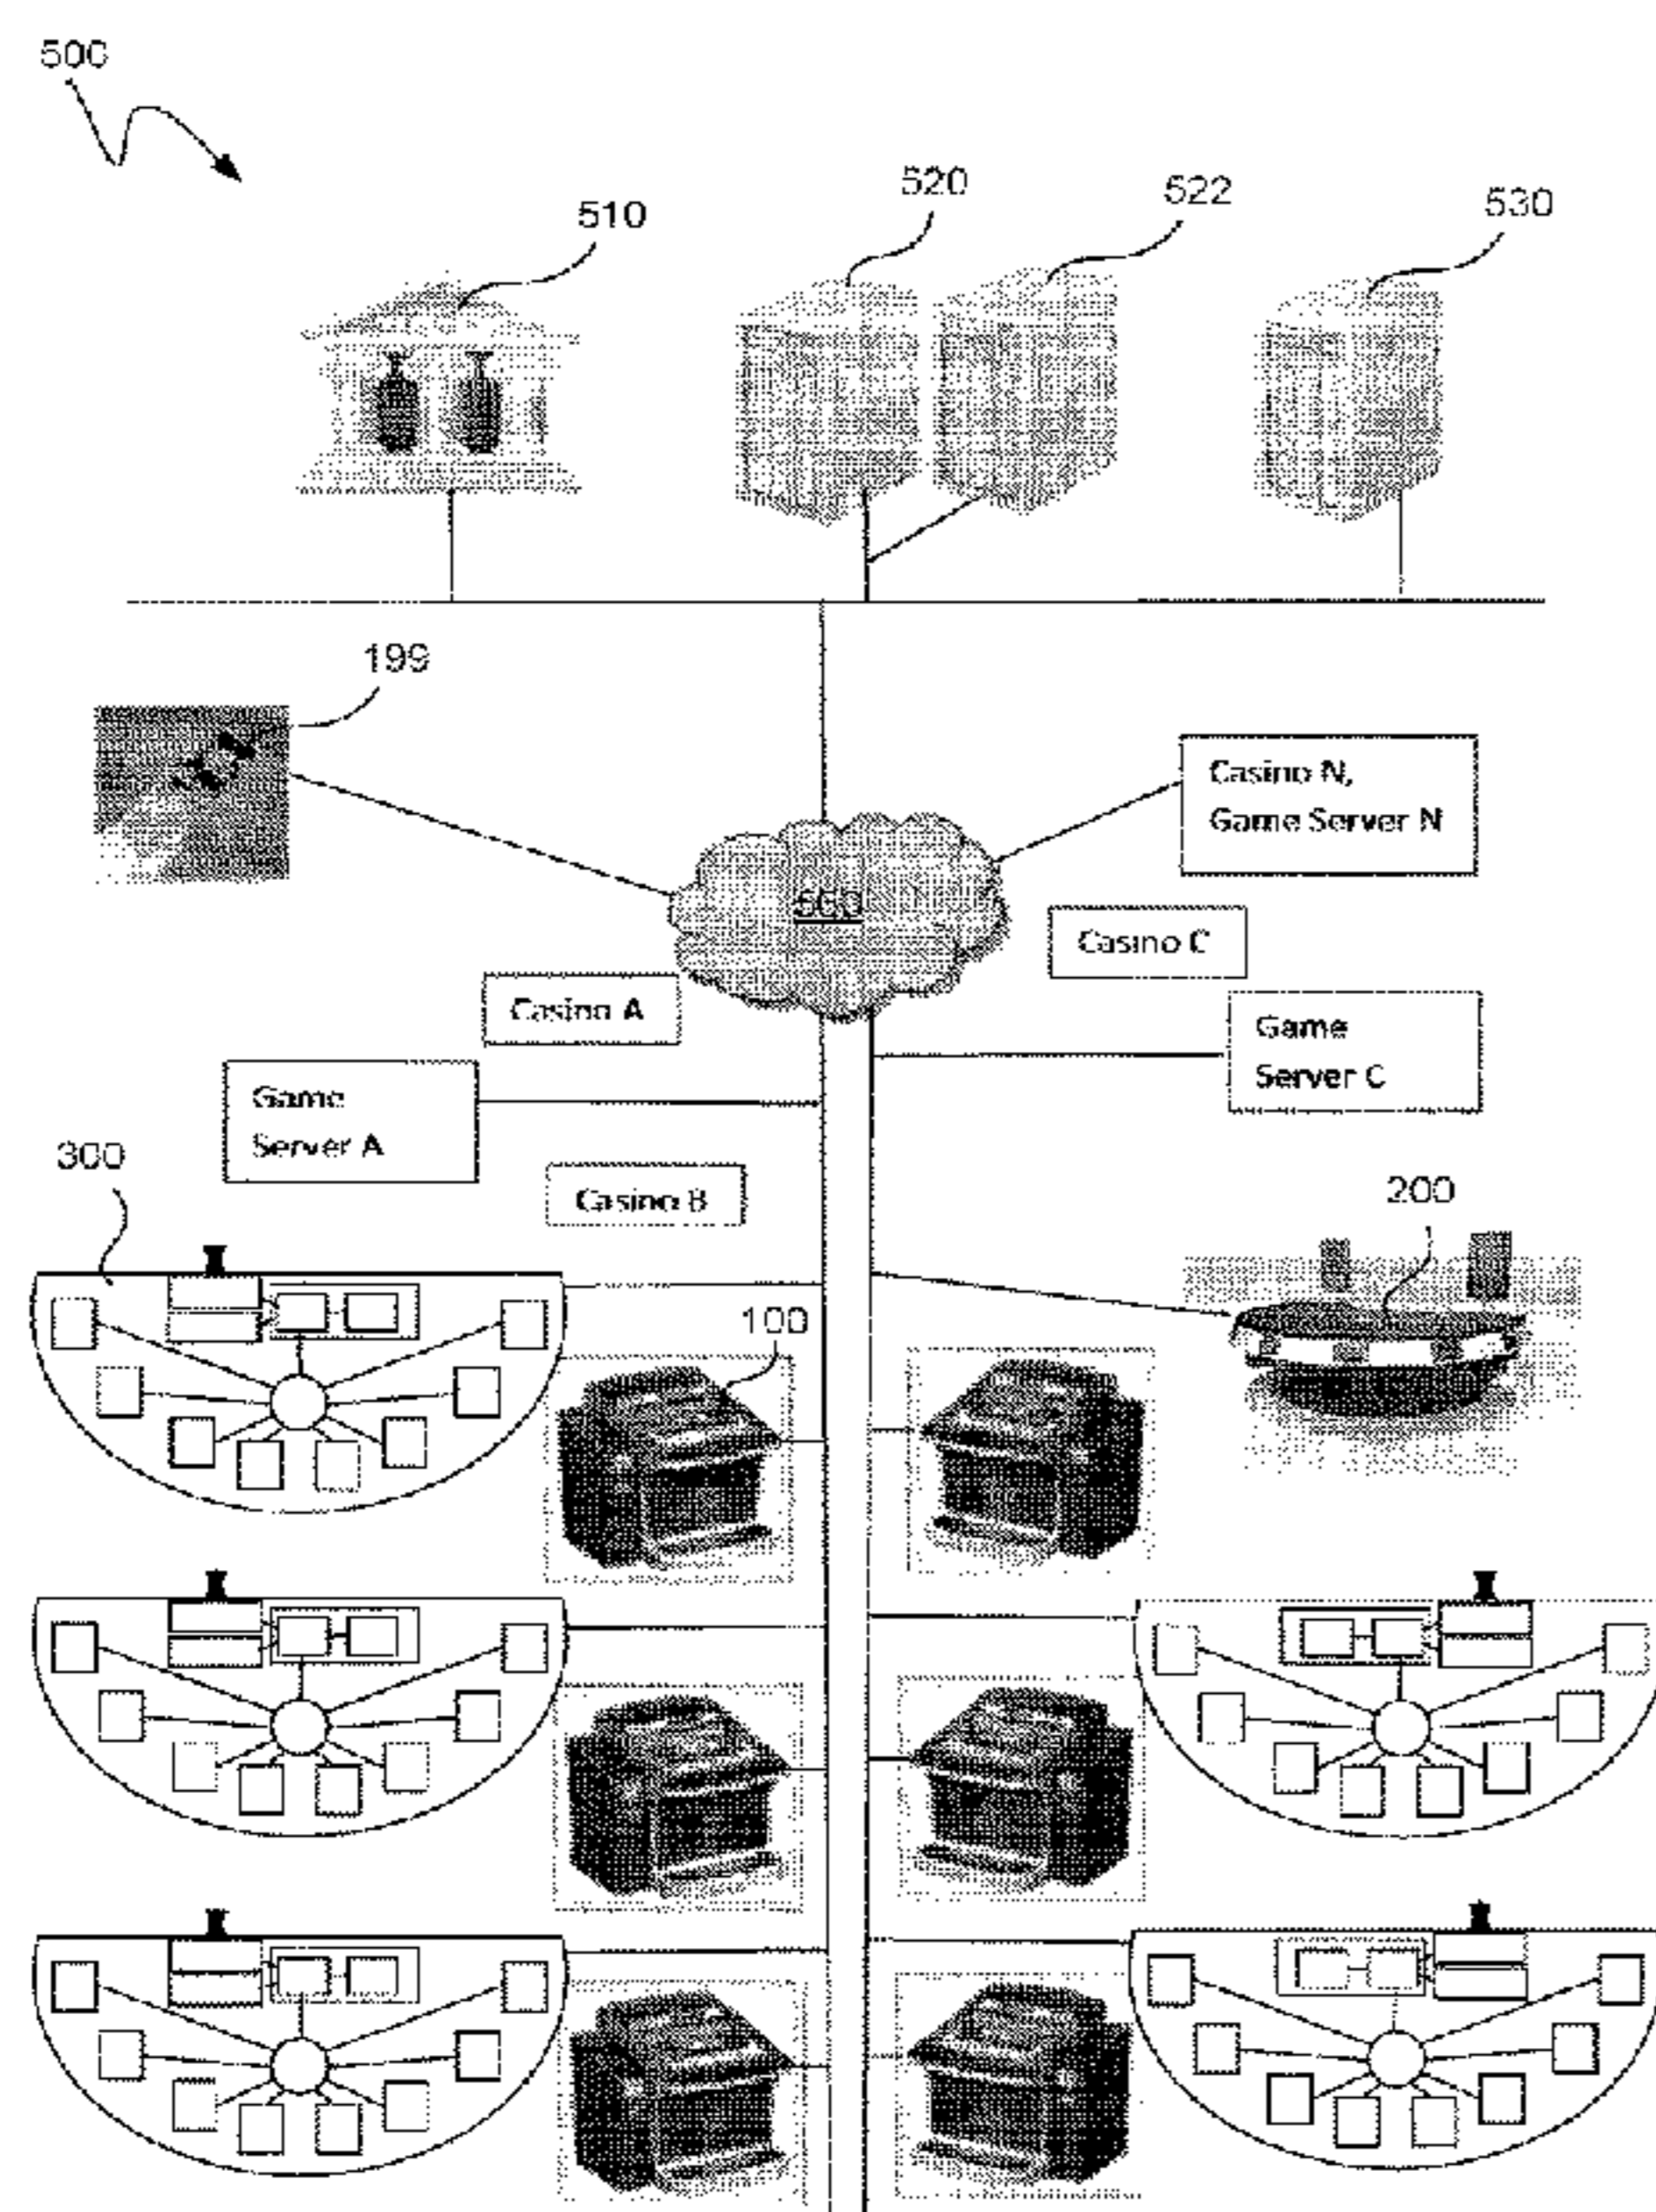 500
510
520
522
530
199
Casino N,
Game Server N
Casino C
Casino A
Game
Server C
Game
Server A
300
Casino B
200
100